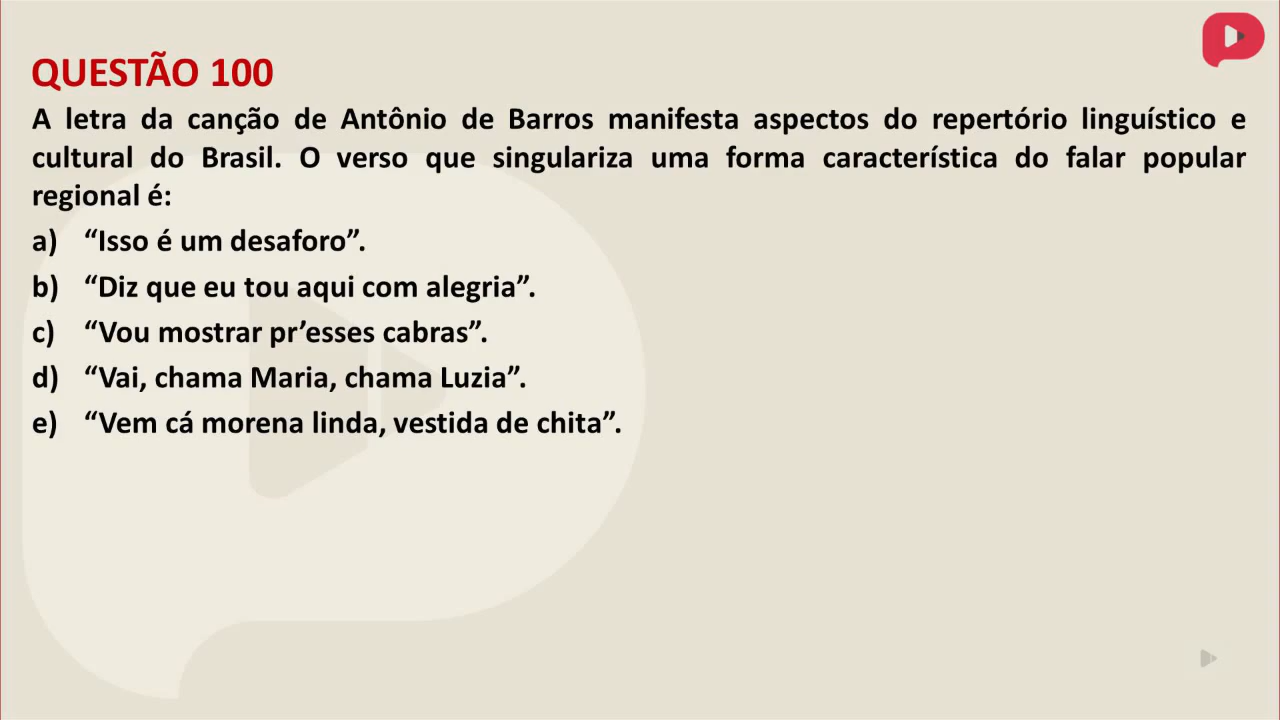 QUESTÃO 100
A letra da canção de Antônio de Barros manifesta aspectos do repertório linguístico e
cultural do Brasil. O verso que singulariza uma forma característica do falar popular
regional é:
a) “Isso é um desaforo”.
b) “Diz que eu tou aqui com alegria”.
c) “Vou mostrar pr’esses cabras”.
d) “Vai, chama Maria, chama Luzia”.
e) “Vem cá morena linda, vestida de chita”.